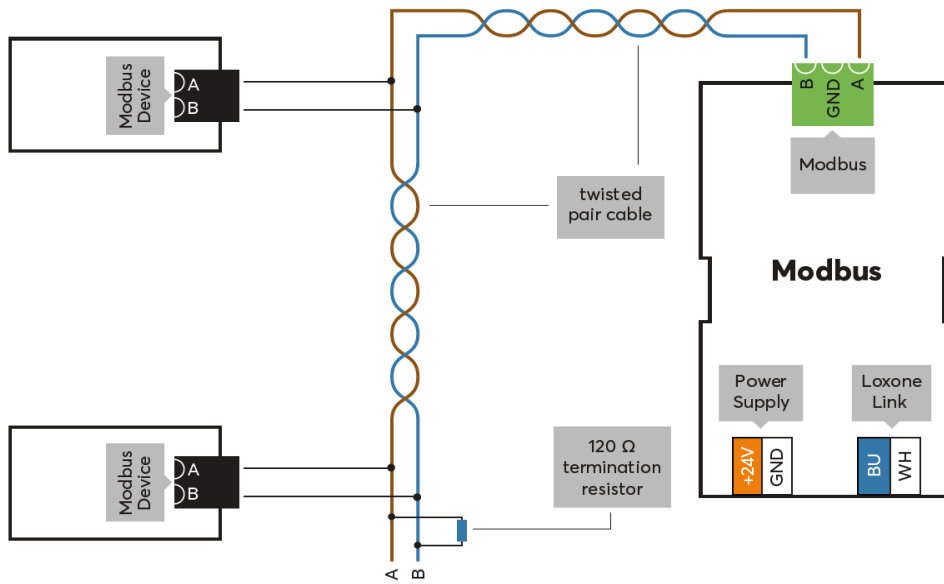 Modbus
Device
A
B
B
GND
A
Modbus
twisted
pair cable
Modbus
Power
Supply
Loxone
Link
+24V
GND
BU
WH
Modbus
Device
A
B
120 Ω
termination
resistor
A
B